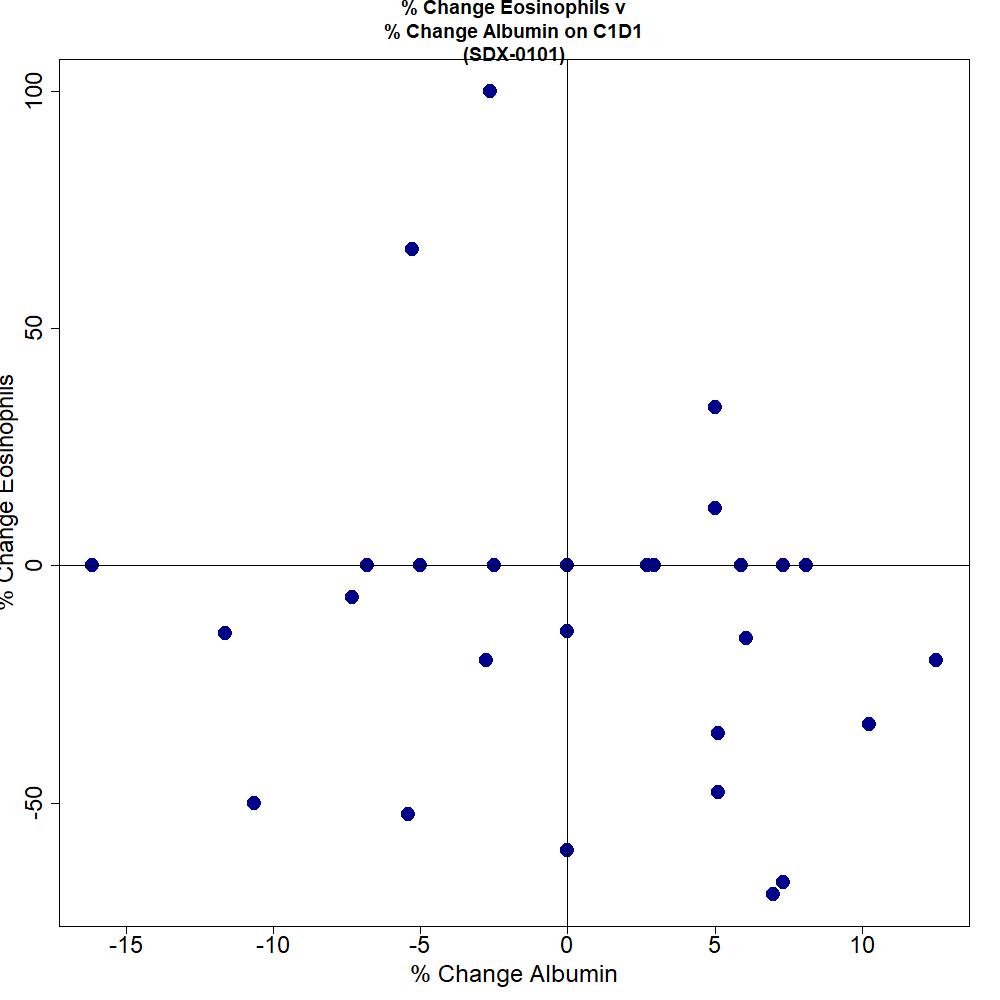 % Change Eosinophils v
% Change Albumin on C1D1
(SDX-0101)
100
50
0
-50
% Change Eosinophils
-15
-10
-5
0
5
10
% Change Albumin